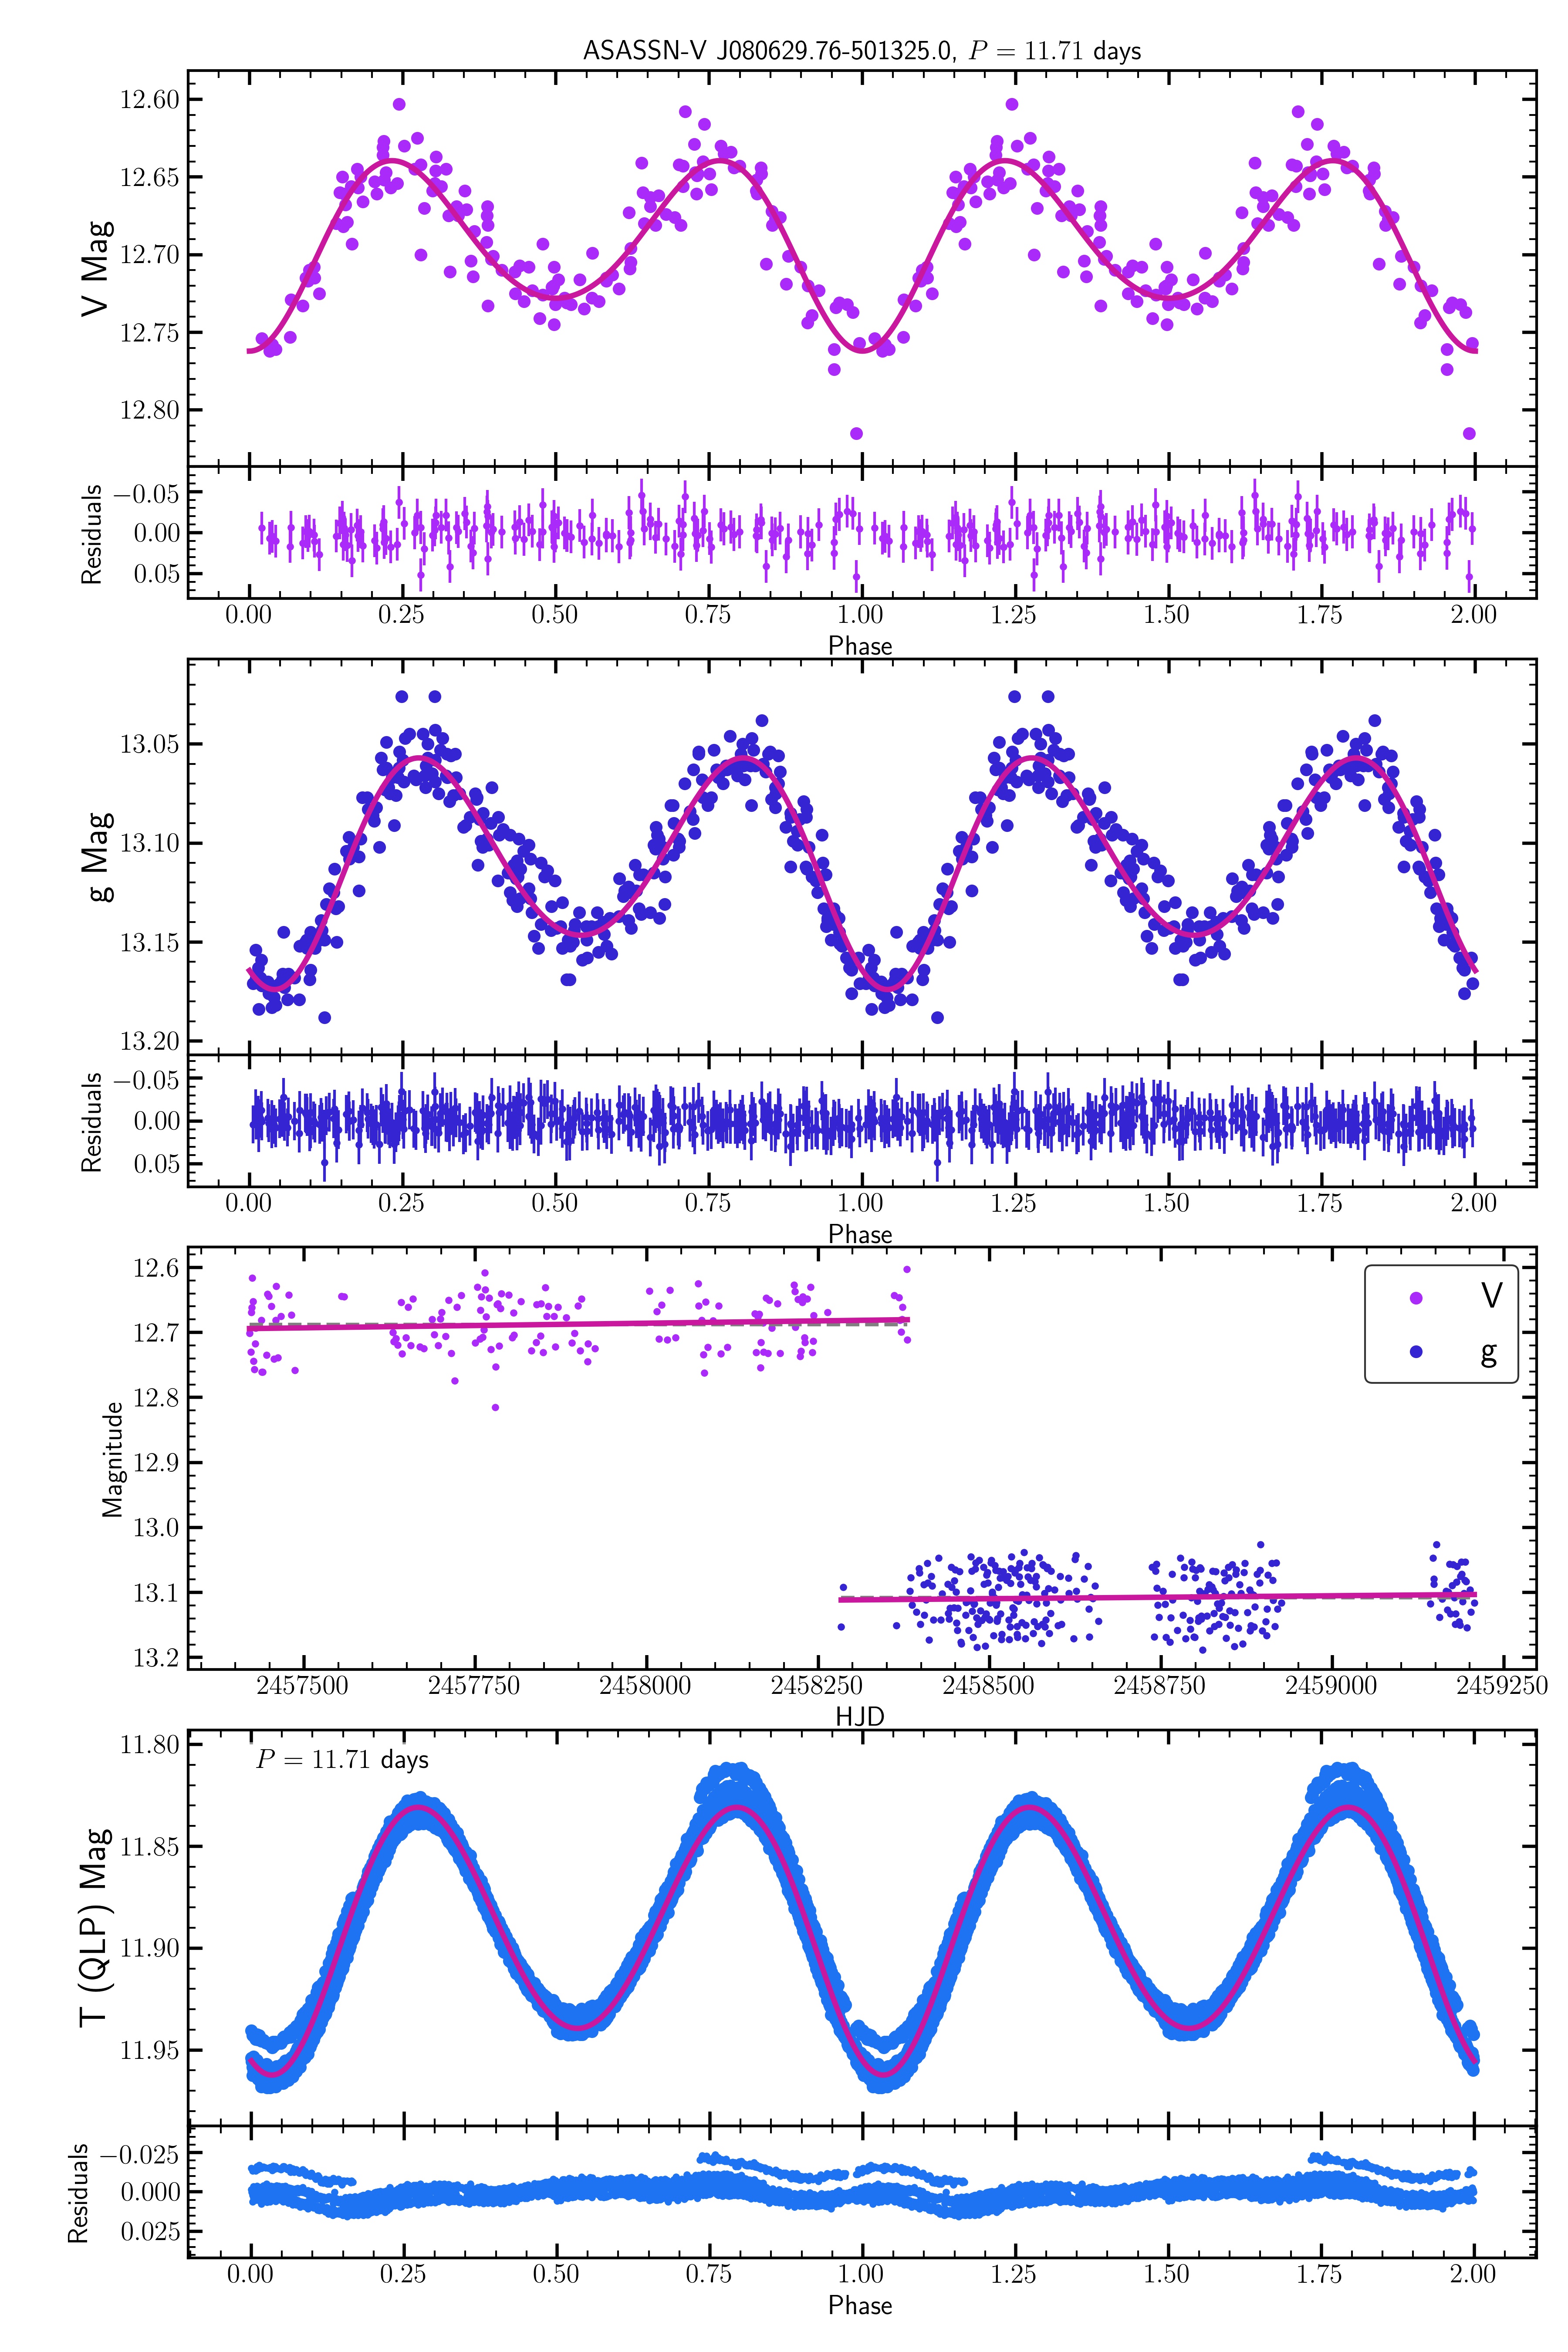 ASASSN-V J080629.76-501325.0, P = 11.71 days
12.60
12.65
12.70
12.75
12.80
V Mag
−0.05
0.00
0.05
Residuals
0.00 0.25 0.50 0.75 1.00 1.25 1.50 1.75 2.00
Phase
13.05
13.10
13.15
13.20
g Mag
−0.05
0.00
0.05
Residuals
0.00 0.25 0.50 0.75 1.00 1.25 1.50 1.75 2.00
Phase
12.6
12.7
12.8
12.9
13.0
13.1
13.2
Magnitude
V
g
2457500 2457750 2458000 2458250 2458500 2458750 2459000 2459250
HJD
P = 11.71 days
11.80
11.85
11.90
11.95
T (QLP) Mag
−0.025
0.000
0.025
Residuals
0.00 0.25 0.50 0.75 1.00 1.25 1.50 1.75 2.00
Phase